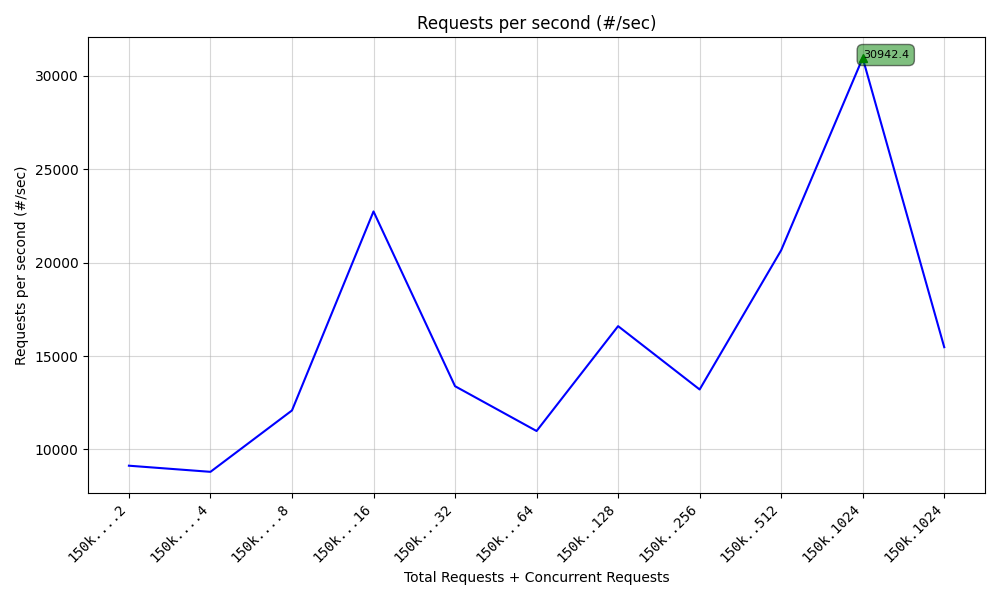 Requests per second (#/sec)
30942.4
30000
25000
20000
15000
10000
Requests per second (#/sec)
150k....2
150k....4
150k....8
150k...16
150k...32
150k...64
150k..128
150k..256
150k..512
150k.1024
150k.1024
Total Requests + Concurrent Requests